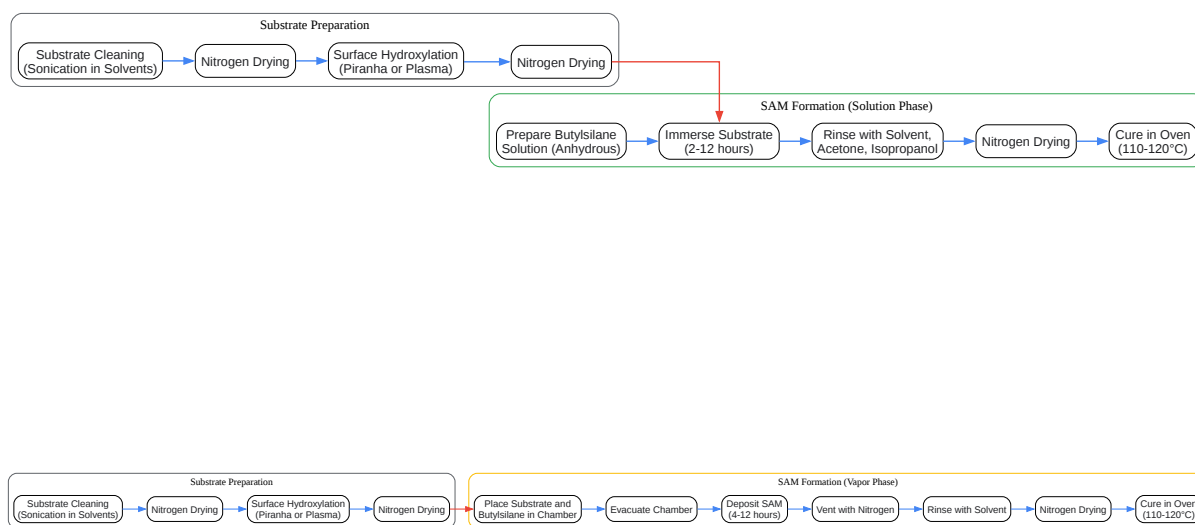 Substrate Preparation
Substrate Cleaning
(Sonication in Solvents)
Nitrogen Drying
Surface Hydroxylation
(Piranha or Plasma)
Nitrogen Drying
SAM Formation (Solution Phase)
Prepare Butylsilane
Solution (Anhydrous)
Immerse Substrate
(2-12 hours)
Rinse with Solvent,
Acetone, Isopropanol
Nitrogen Drying
Cure in Oven
(110-120°C)
Substrate Preparation
Substrate Cleaning
(Sonication in Solvents)
Nitrogen Drying
Surface Hydroxylation
(Piranha or Plasma)
Nitrogen Drying
SAM Formation (Vapor Phase)
Place Substrate and
Butylsilane in Chamber
Evacuate Chamber
Deposit SAM
(4-12 hours)
Vent with Nitrogen
Rinse with Solvent
Nitrogen Drying
Cure in Oven
(110-120°C)